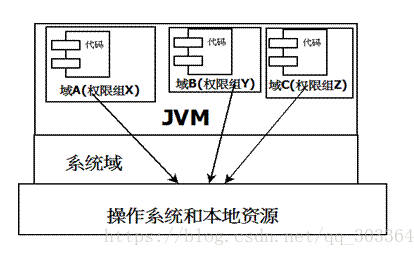 代码
代码
代码
域A(权限组X)
域B(权限组Y)
域C(权限组Z)
JVM
系统域
操作系统和本地资源
https://blog.csdn.net/qq_303364